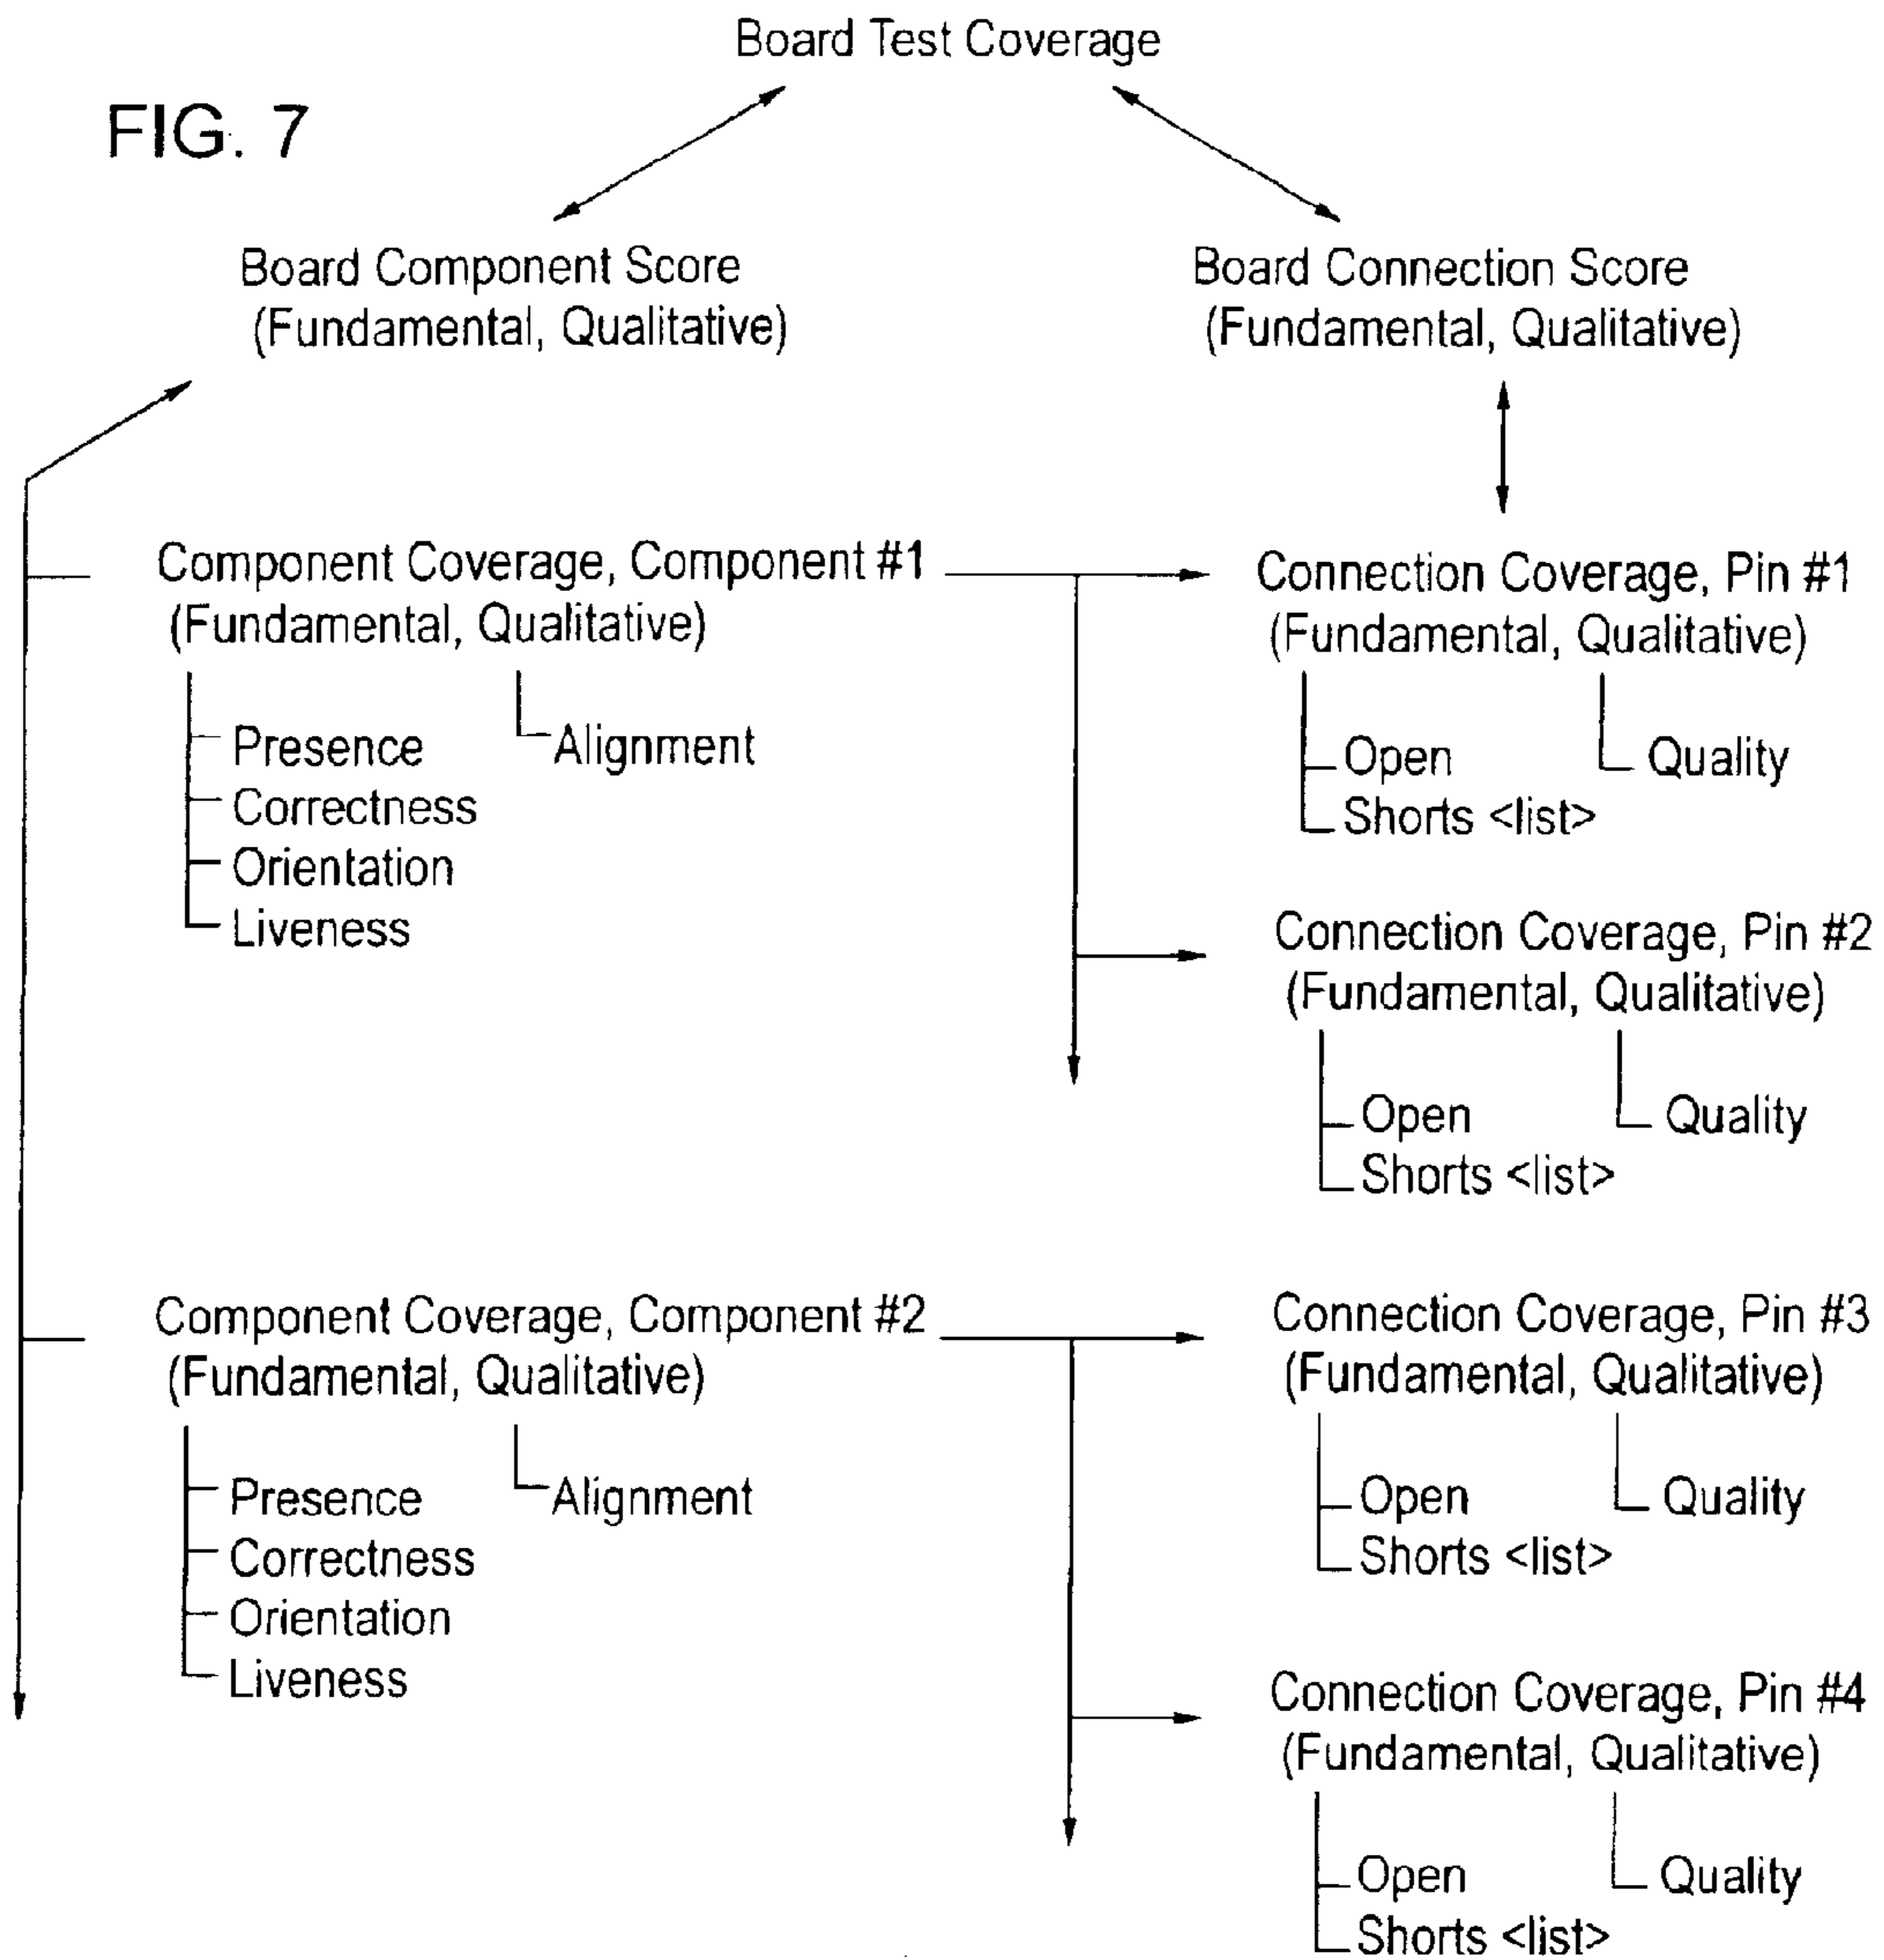 Board Test Coverage
FIG. 7
Board Component Score
(Fundamental, Qualitative)
Board Connection Score
(Fundamental, Qualitative)
Component Coverage, Component #1
(Fundamental, Qualitative)
Presence
Correctness
Orientation
Liveness
Alignment
Connection Coverage, Pin #1
(Fundamental, Qualitative)
Open
Shorts <list>
Quality
Connection Coverage, Pin #2
(Fundamental, Qualitative)
Open
Shorts <list>
Quality
Component Coverage, Component #2
(Fundamental, Qualitative)
Presence
Correctness
Orientation
Liveness
Alignment
Connection Coverage, Pin #3
(Fundamental, Qualitative)
Open
Shorts <list>
Quality
Connection Coverage, Pin #4
(Fundamental, Qualitative)
Open
Shorts <list>
Quality